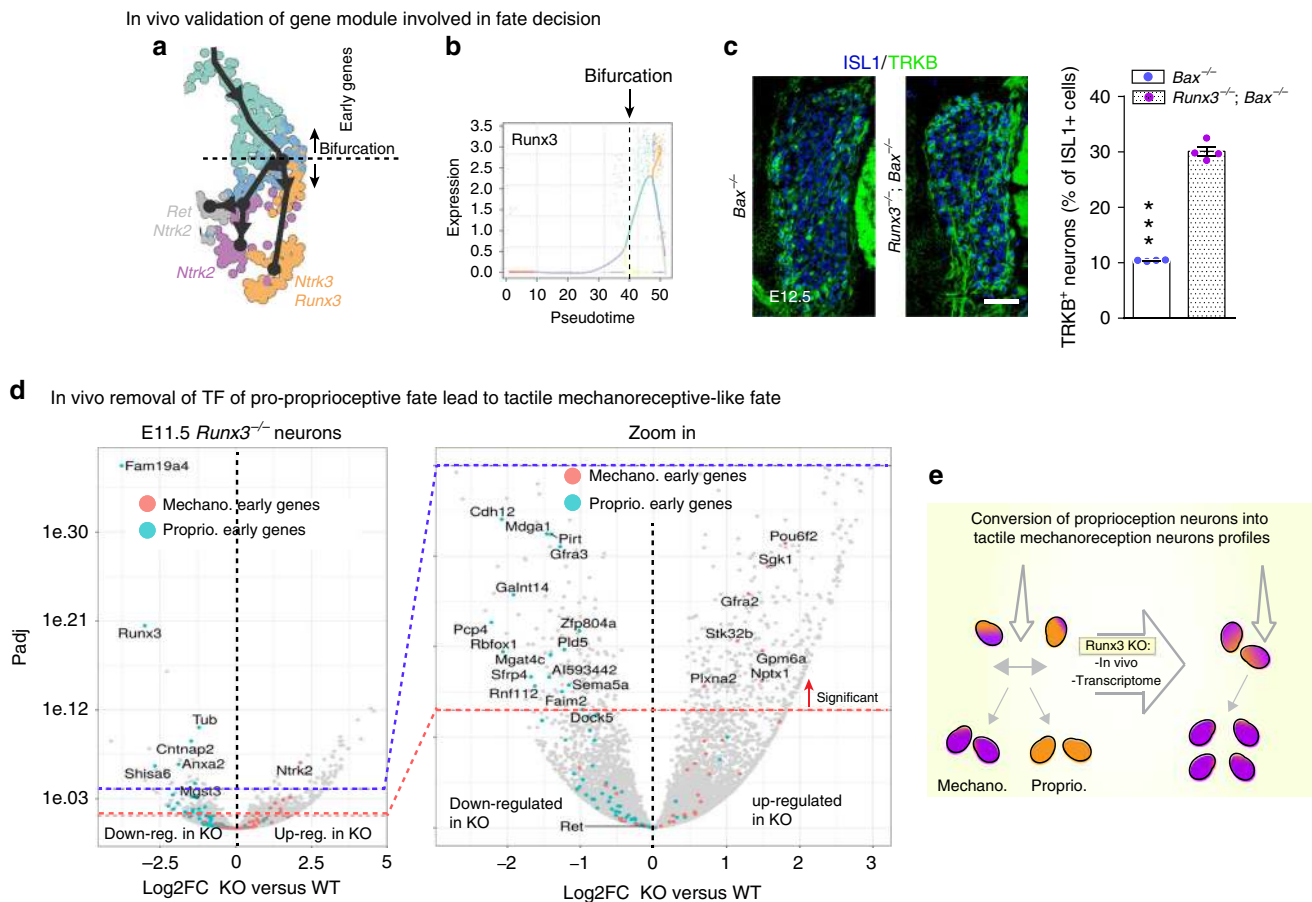 In vivo validation of gene module involved in fate decision
a
Early genes
Bifurcation
Ret
Ntrk2
Ntrk2
Ntrk3
Runx3
b
Bifurcation
Runx3
Expression
3.5
3.0
2.5
2.0
1.5
1.0
0.5
0.0
0 10 20 30 40 50
Pseudotime
c
ISL1/TRKB
Bax–/–
Runx3–/–; Bax–/–
E12.5
Bax–/–
Runx3–/–; Bax–/–
TRKB+ neurons (% of ISL1+ cells)
40
30
20
10
0
***
d
In vivo removal of TF of pro-proprioceptive fate lead to tactile mechanoreceptive-like fate
E11.5 Runx3–/– neurons
Fam19a4
Mechano. early genes
Proprio. early genes
Padj
1e.30
1e.21
1e.12
1e.03
Runx3
Tub
Cntnap2
Anxa2
Shisa6
Mgst3
Ntrk2
Down-reg. in KO
Up-reg. in KO
–2.5 0 2.5 5
Log2FC KO versus WT
Zoom in
Mechano. early genes
Proprio. early genes
Cdh12
Mdga1
Pirt
Gfra3
Pou6f2
Sgk1
Galnt14
Gfra2
Pcp4
Zfp804a
Rbfox1
Pld5
Stk32b
Mgat4c
Gpm6a
Sfrp4
AI593442
Nptx1
Rnf112
Sema5a
Plxna2
Faim2
Significant
Dock5
Down-regulated
in KO
up-regulated
in KO
Ret
–2 –1 0 1 2 3
Log2FC KO versus WT
e
Conversion of proprioception neurons into
tactile mechanoreception neurons profiles
Runx3 KO:
-In vivo
-Transcriptome
Mechano. Proprio.